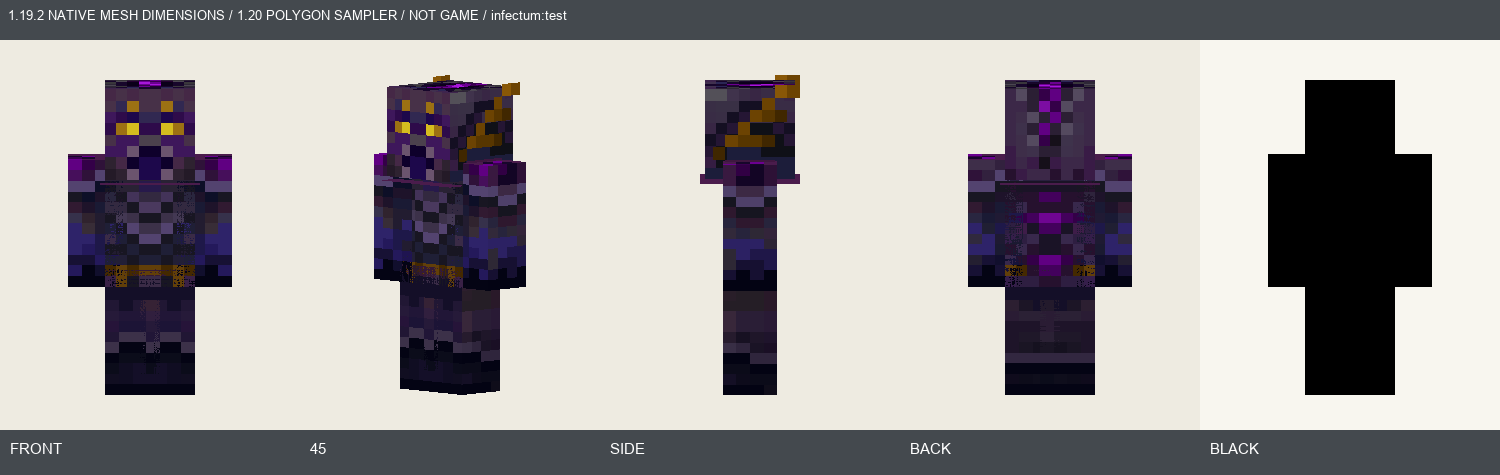 1.19.2 NATIVE MESH DIMENSIONS / 1.20 POLYGON SAMPLER / NOT GAME / infectum:test
FRONT
45
SIDE
BACK
BLACK